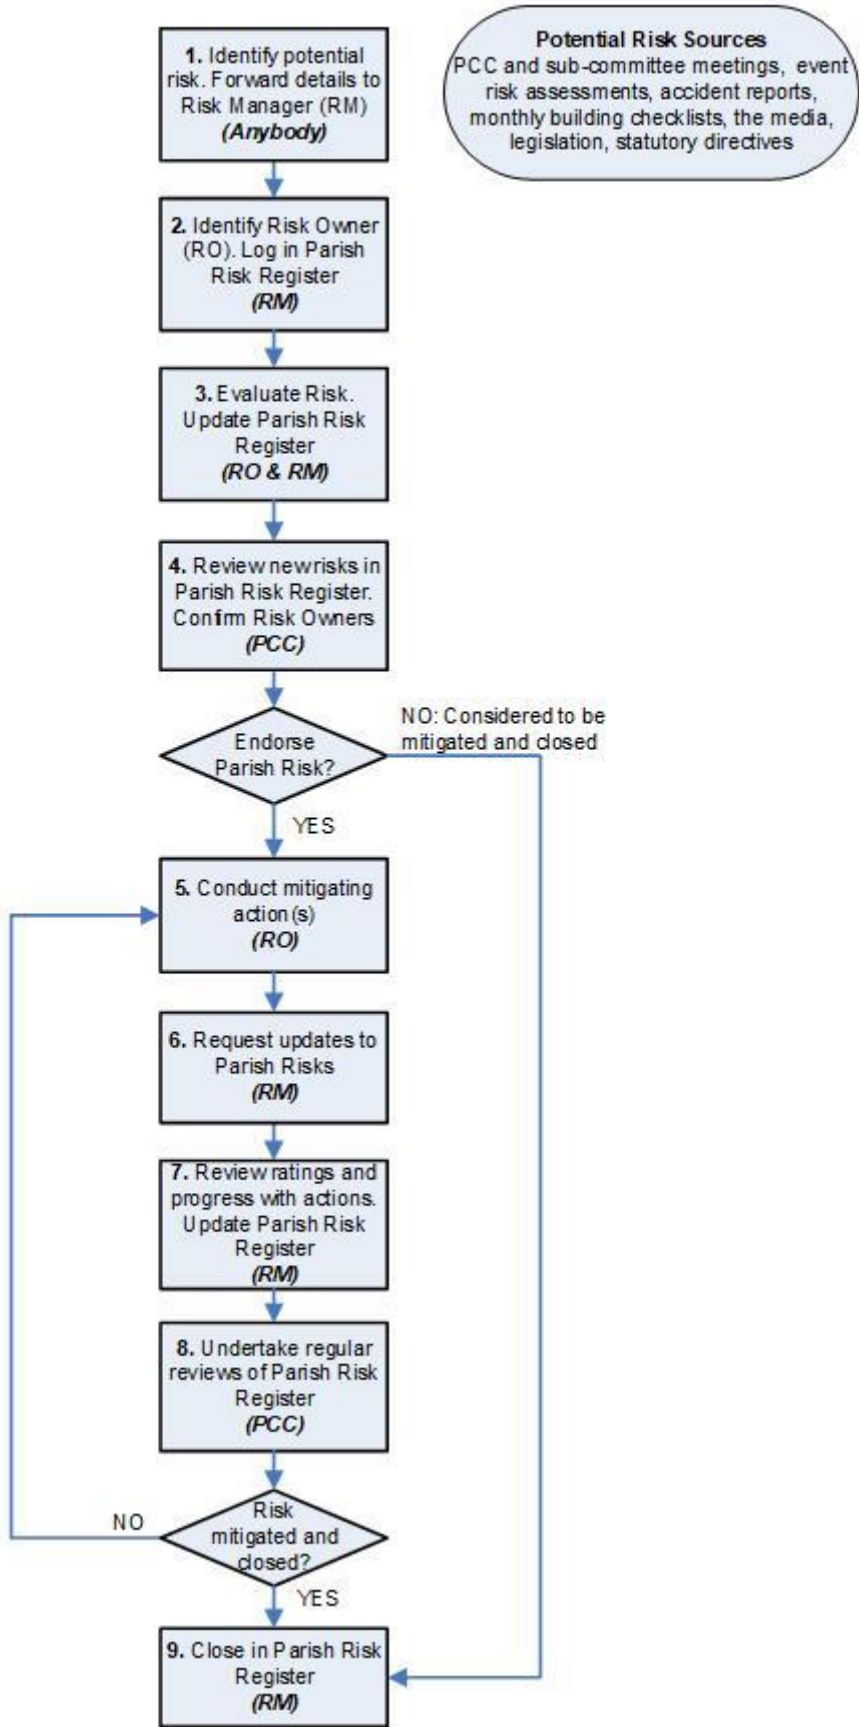 1. Identify potential
risk. Forward details to
Risk Manager (RM)
(Anybody)
Potential Risk Sources
PCC and sub-committee meetings, event
risk assessments, accident reports,
monthly building checklists, the media,
legislation, statutory directives
2. Identify Risk Owner
(RO). Log in Parish
Risk Register
(RM)
3. Evaluate Risk.
Update Parish Risk
Register
(RO & RM)
4. Review new risks in
Parish Risk Register.
Confirm Risk Owners
(PCC)
Endorse
Parish Risk?
NO: Considered to be
mitigated and closed
YES
5. Conduct mitigating
action(s)
(RO)
6. Request updates to
Parish Risks
(RM)
7. Review ratings and
progress with actions.
Update Parish Risk
Register
(RM)
8. Undertake regular
reviews of Parish Risk
Register
(PCC)
Risk
mitigated and
closed?
NO
YES
9. Close in Parish Risk
Register
(RM)